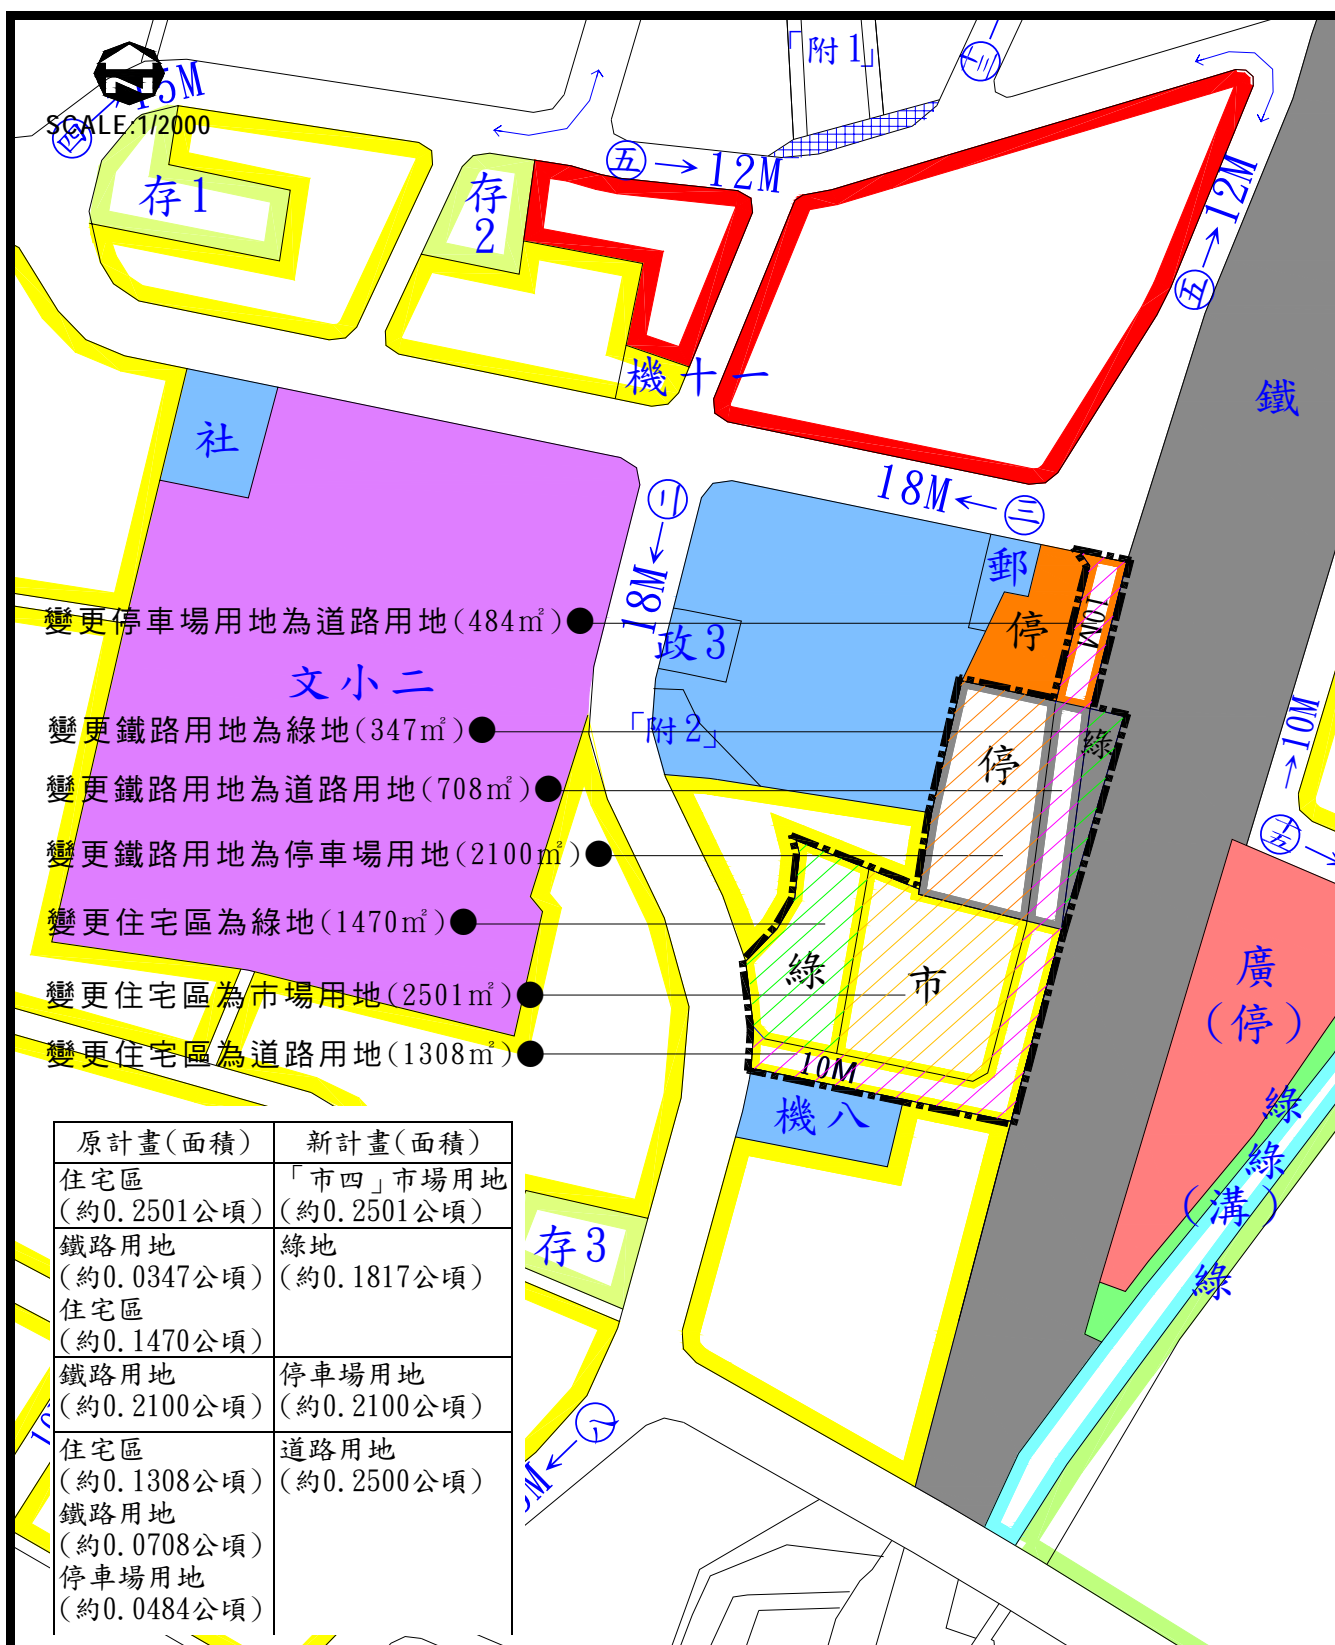 「附1」
十三
15M
SCALE:1/2000
四
五→12M
五→12M
存1
存2
機十一
鐵
社
18M←三
18M←
郵
停
10M
變更停車場用地為道路用地(484㎡)
政3
文小二
變更鐵路用地為綠地(347㎡)
「附2」
綠
→10M
停
變更鐵路用地為道路用地(708㎡)
十五→
變更鐵路用地為停車場用地(2100㎡)
變更住宅區為綠地(1470㎡)
綠
市
廣
(停)
變更住宅區為市場用地(2501㎡)
變更住宅區為道路用地(1308㎡)
10M
機八
綠
綠
(溝)
綠
存3
原計畫(面積) 新計畫(面積)
住宅區 「市四」市場用地
(約0.2501公頃) (約0.2501公頃)
鐵路用地 綠地
(約0.0347公頃) (約0.1817公頃)
住宅區
(約0.1470公頃)
鐵路用地 停車場用地
(約0.2100公頃) (約0.2100公頃)
住宅區 道路用地
(約0.1308公頃) (約0.2500公頃)
鐵路用地
(約0.0708公頃)
停車場用地
(約0.0484公頃)